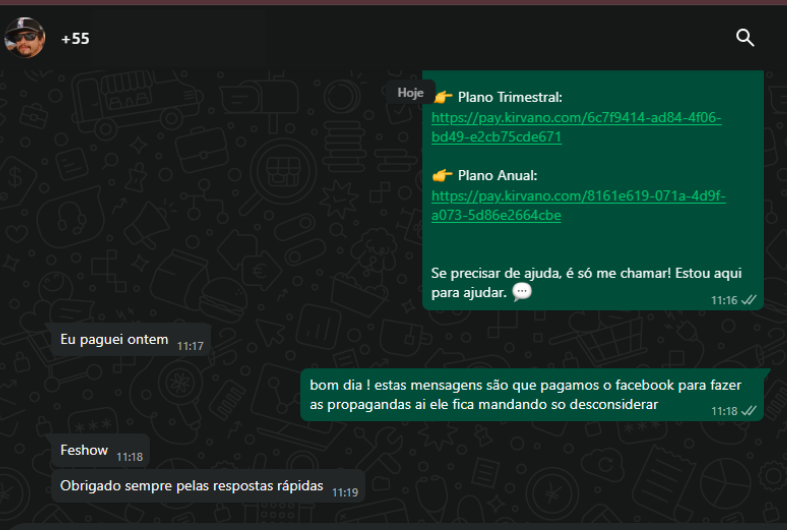 +55
Hoje
👉 Plano Trimestral:
https://pay.kirvano.com/6c7f9414-ad84-4f06-
bd49-e2cb75cde671
👉 Plano Anual:
https://pay.kirvano.com/8161e619-071a-4d9f-
a073-5d86e2664cbe
Se precisar de ajuda, é só me chamar! Estou aqui
para ajudar. 💬
11:16
Eu paguei ontem 11:17
bom dia ! estas mensagens são que pagamos o facebook para fazer
as propagandas ai ele fica mandando so desconsiderar
11:18
Feshow 11:18
Obrigado sempre pelas respostas rápidas 11:19